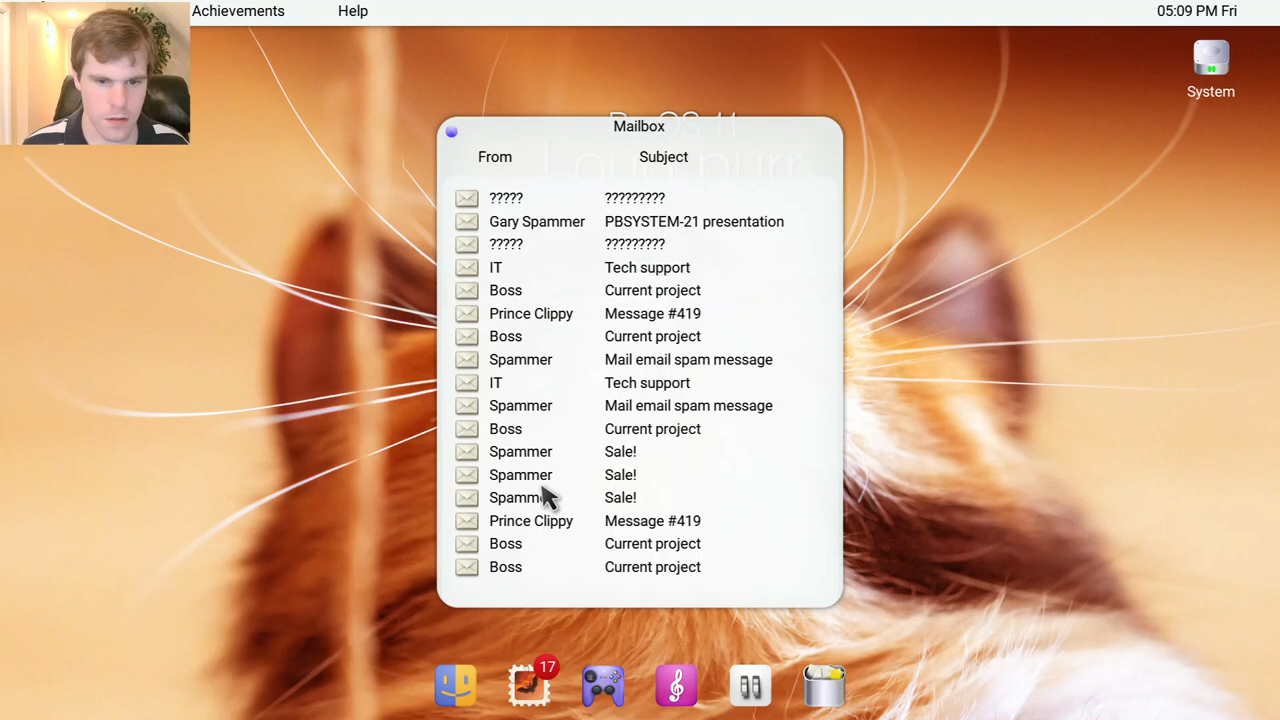 Achievements Help 05:09 PM Fri
System
Mailbox
From Subject
????? ?????????
Gary Spammer PBSYSTEM-21 presentation
????? ?????????
IT Tech support
Boss Current project
Prince Clippy Message #419
Boss Current project
Spammer Mail email spam message
IT Tech support
Spammer Mail email spam message
Boss Current project
Spammer Sale!
Spammer Sale!
Sale!
Prince Clippy Message #419
Boss Current project
Boss Current project
17